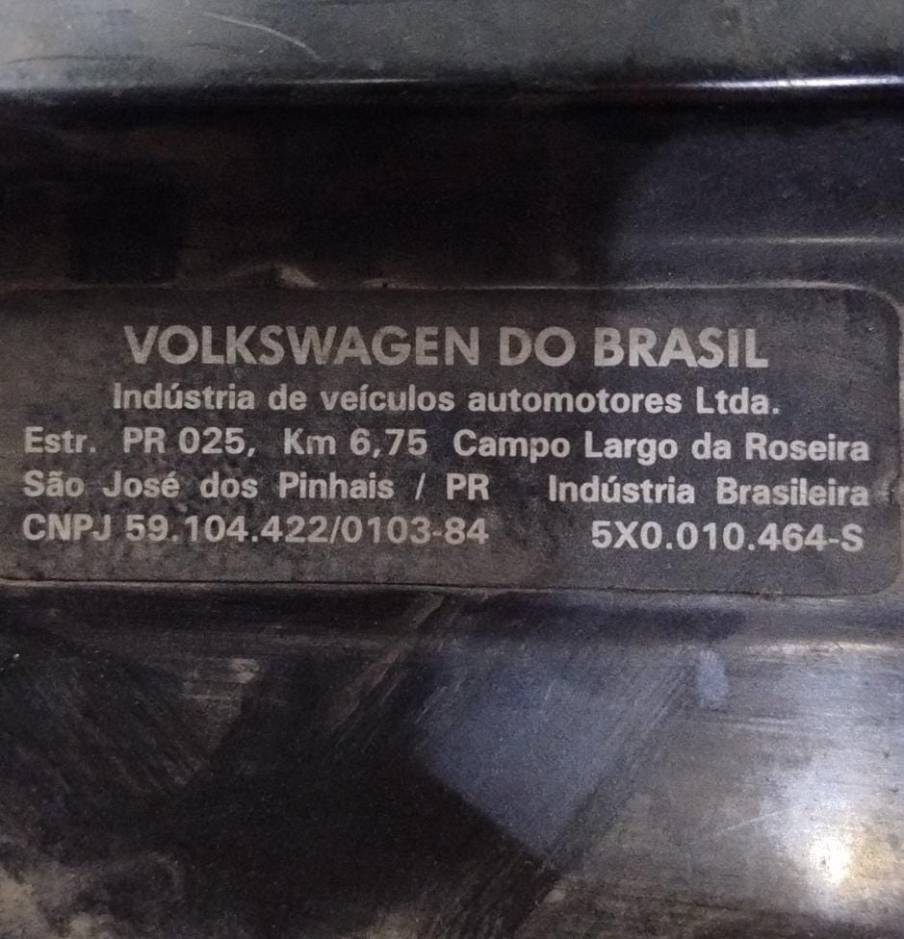 VOLKSWAGEN DO BRASIL
Indústria de veículos automotores Ltda.
Estr. PR 025, Km 6,75 Campo Largo da Roseira
São José dos Pinhais / PR Indústria Brasileira
CNPJ 59.104.422/0103-84 5X0.010.464-S